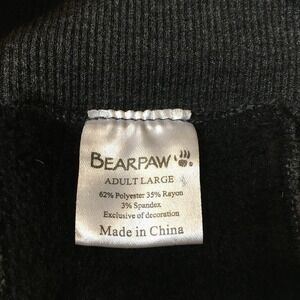 BEARPAW
ADULT LARGE
62% Polyester 35% Rayon
3% Spandex
Exclusive of decoration
Made in China